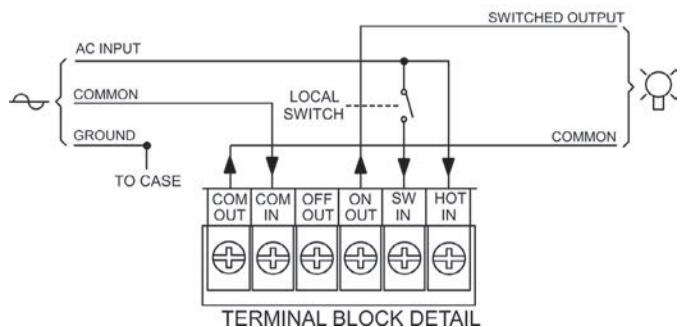 SWITCHED OUTPUT
AC INPUT
COMMON
LOCAL
SWITCH
GROUND
COMMON
TO CASE
COM OUT
COM IN
OFF OUT
ON OUT
SW IN
HOT IN
TERMINAL BLOCK DETAIL